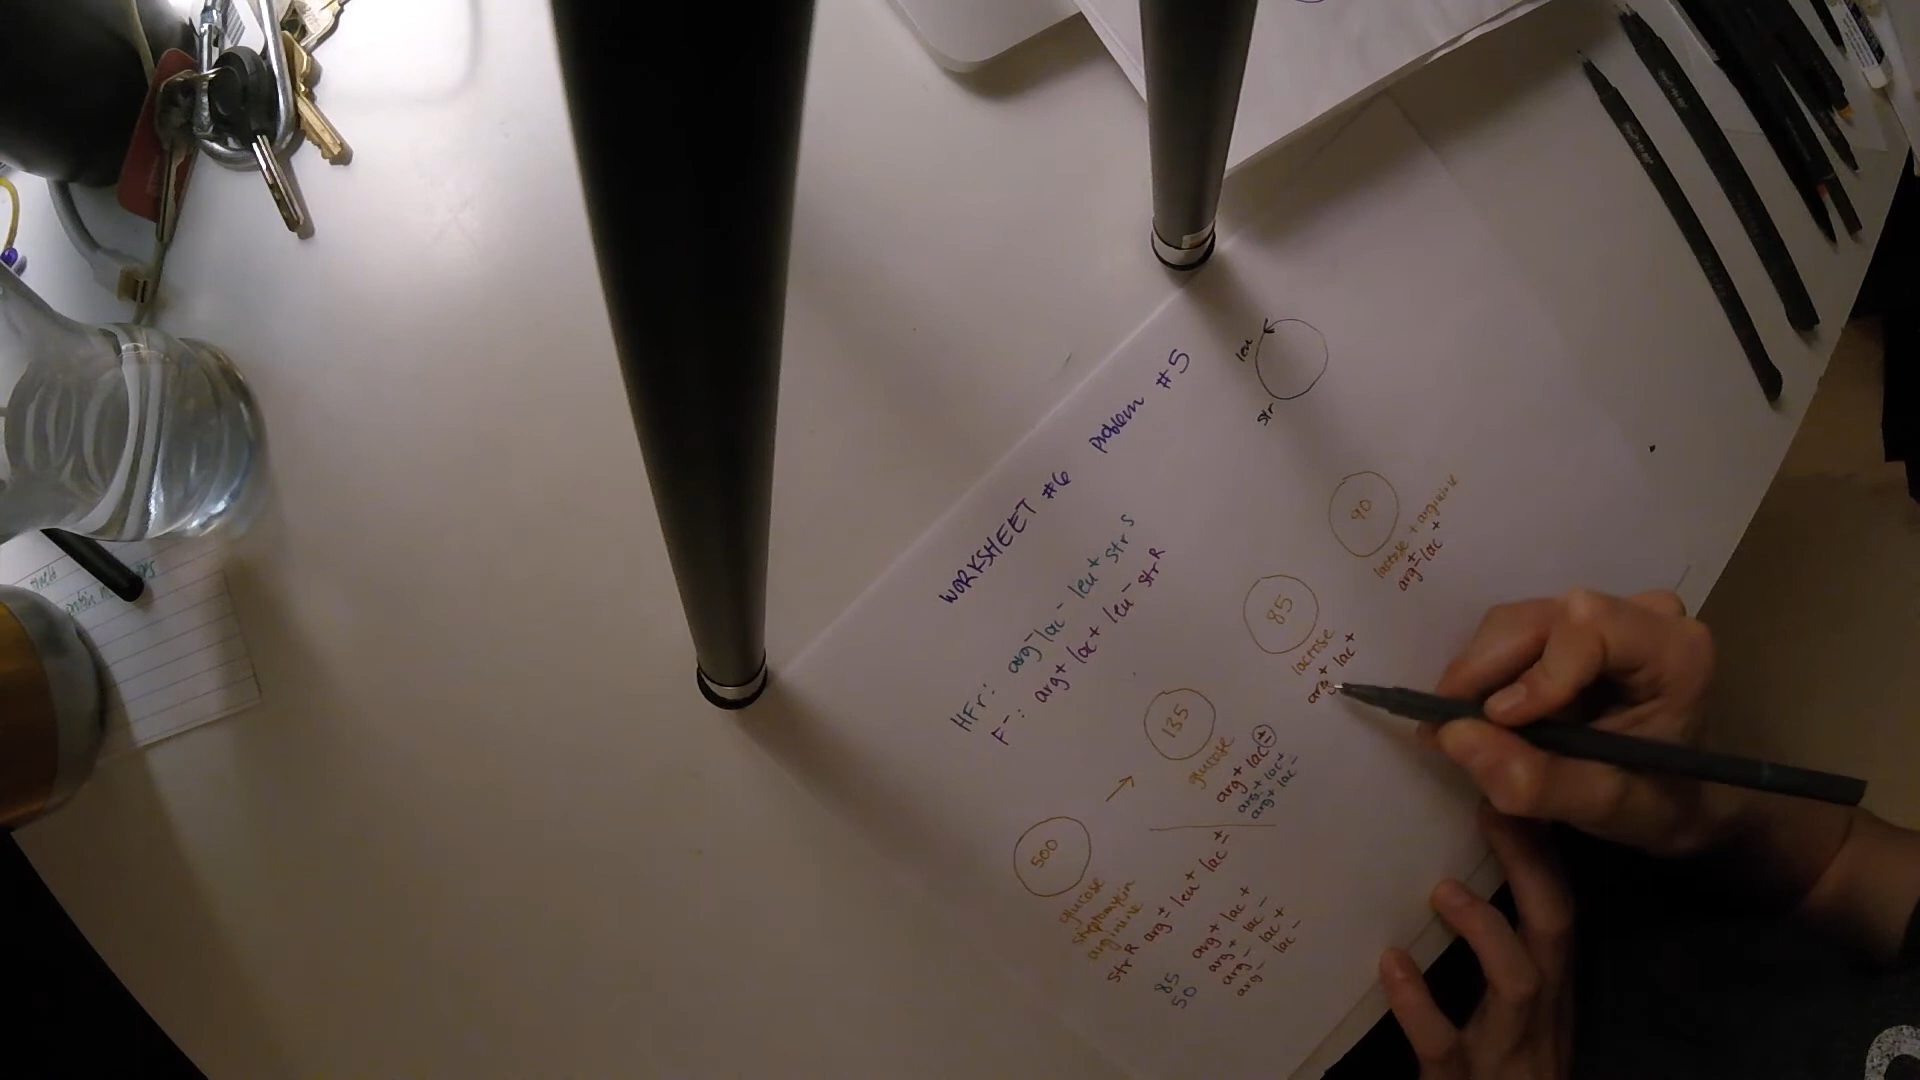 WORKSHEET #6 Problem #5
HFr: arg- lac- leu+ str S
F-: arg+ lac+ leu- str R
leu
str
500
glucose
streptomycin
arginine
str R arg± leu+ lac±
85 arg+ lac+
50 arg+ lac-
arg- lac+
arg- lac-
135
glucose
arg+ lac±
arg+ lac+
arg+ lac-
85
lactose
arg+ lac+
90
lactose + arginine
arg± lac+